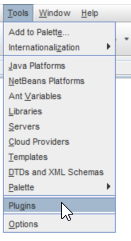 Tools Window Help
Add to Palette...
Internationalization
Java Platforms
NetBeans Platforms
Ant Variables
Libraries
Servers
Cloud Providers
Templates
DTDs and XML Schemas
Palette
Plugins
Options